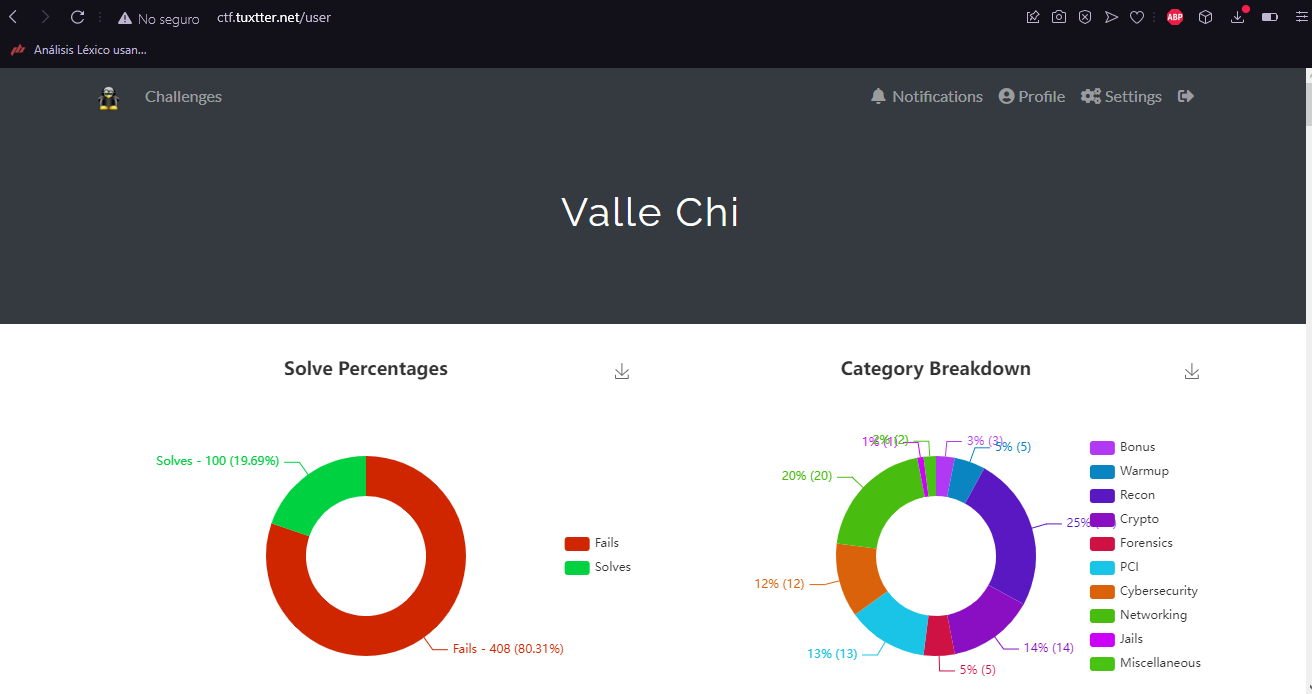 No seguro ctf.tuxtter.net/user
ABP
Análisis Léxico usan...
Challenges Notifications Profile Settings
Valle Chi
Solve Percentages
Category Breakdown
Solves - 100 (19.69%)
Fails - 408 (80.31%)
Fails
Solves
1% (1)
2% (2)
3% (3)
5% (5)
20% (20)
25%
12% (12)
13% (13)
14% (14)
5% (5)
Bonus
Warmup
Recon
Crypto
Forensics
PCI
Cybersecurity
Networking
Jails
Miscellaneous